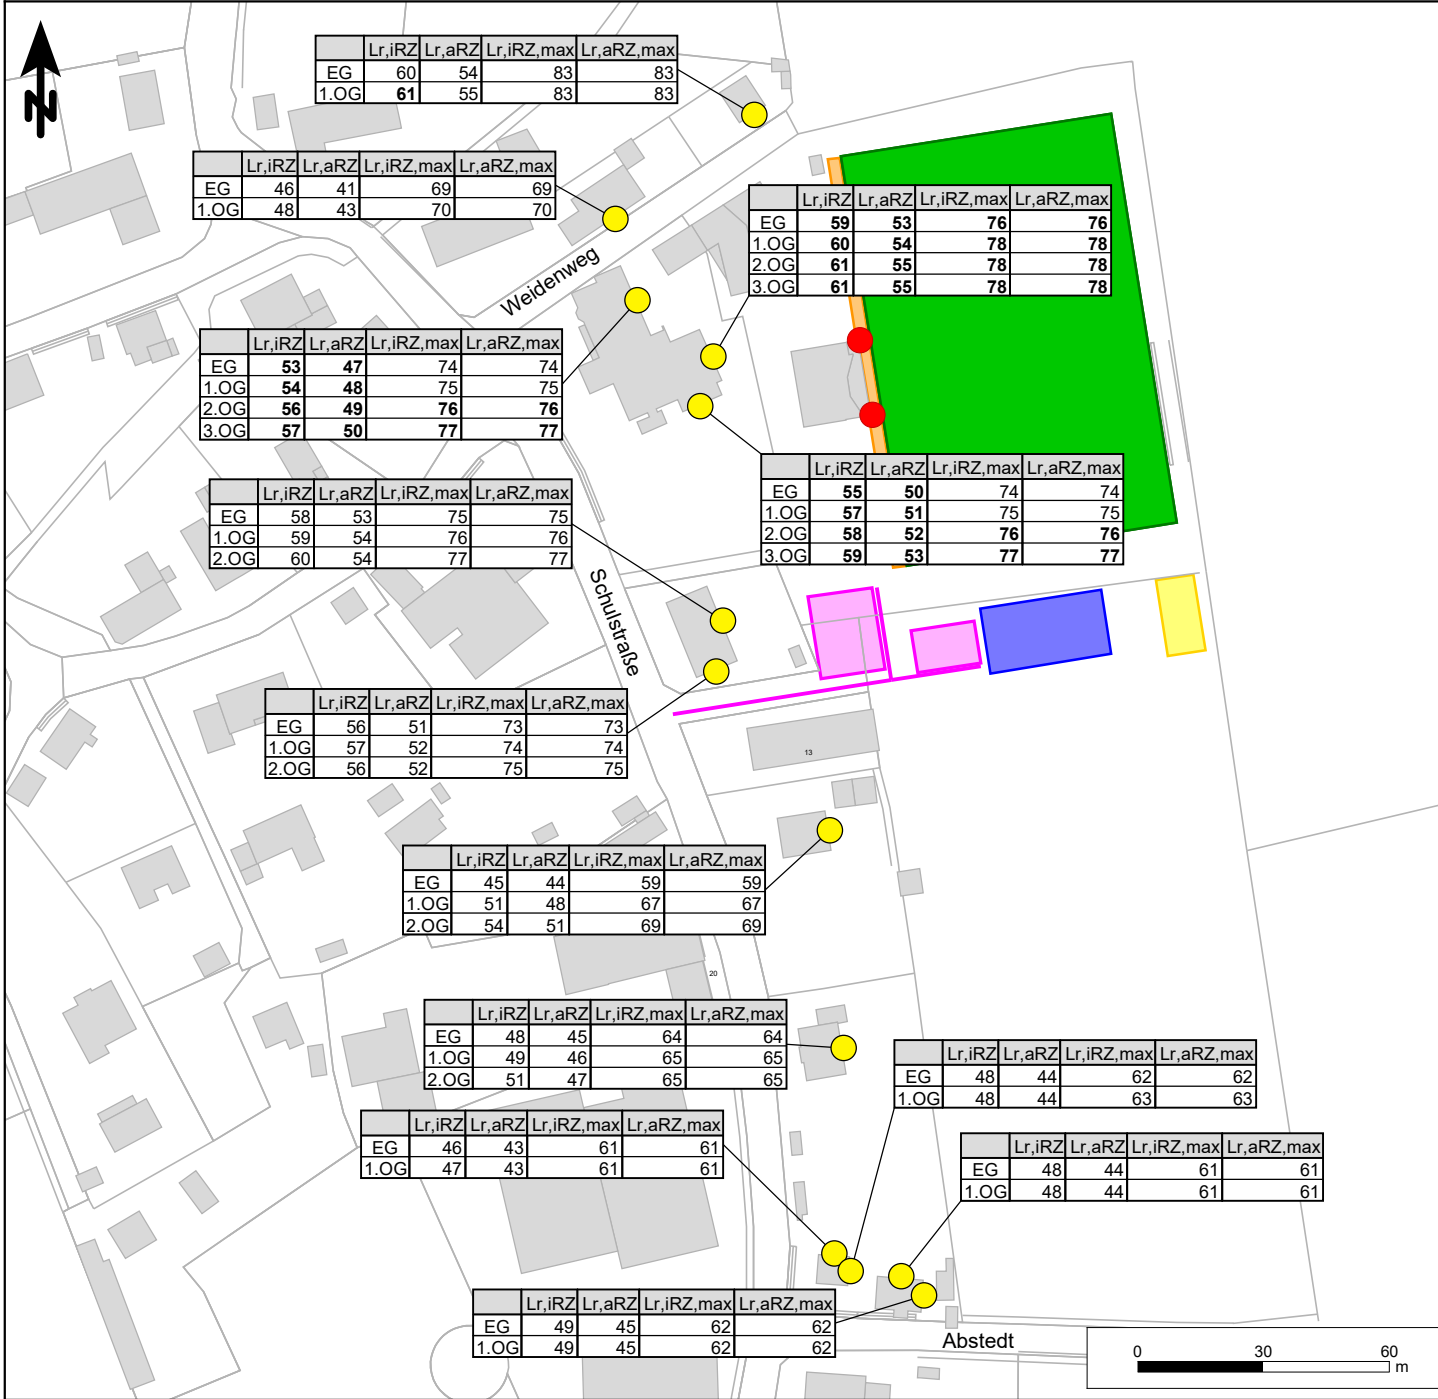 N
Lr,iRZ Lr,aRZ Lr,iRZ,max Lr,aRZ,max
EG 60 54 83 83
1.OG 61 55 83 83
Lr,iRZ Lr,aRZ Lr,iRZ,max Lr,aRZ,max
EG 46 41 69 69
1.OG 48 43 70 70
Lr,iRZ Lr,aRZ Lr,iRZ,max Lr,aRZ,max
EG 59 53 76 76
1.OG 60 54 78 78
2.OG 61 55 78 78
3.OG 61 55 78 78
Weidenweg
Lr,iRZ Lr,aRZ Lr,iRZ,max Lr,aRZ,max
EG 53 47 74 74
1.OG 54 48 75 75
2.OG 56 49 76 76
3.OG 57 50 77 77
Lr,iRZ Lr,aRZ Lr,iRZ,max Lr,aRZ,max
EG 55 50 74 74
1.OG 57 51 75 75
2.OG 58 52 76 76
3.OG 59 53 77 77
Lr,iRZ Lr,aRZ Lr,iRZ,max Lr,aRZ,max
EG 58 53 75 75
1.OG 59 54 76 76
2.OG 60 54 77 77
Schulstraße
Lr,iRZ Lr,aRZ Lr,iRZ,max Lr,aRZ,max
EG 56 51 73 73
1.OG 57 52 74 74
2.OG 56 52 75 75
13
Lr,iRZ Lr,aRZ Lr,iRZ,max Lr,aRZ,max
EG 45 44 59 59
1.OG 51 48 67 67
2.OG 54 51 69 69
20
Lr,iRZ Lr,aRZ Lr,iRZ,max Lr,aRZ,max
EG 48 45 64 64
1.OG 49 46 65 65
2.OG 51 47 65 65
Lr,iRZ Lr,aRZ Lr,iRZ,max Lr,aRZ,max
EG 48 44 62 62
1.OG 48 44 63 63
Lr,iRZ Lr,aRZ Lr,iRZ,max Lr,aRZ,max
EG 46 43 61 61
1.OG 47 43 61 61
Lr,iRZ Lr,aRZ Lr,iRZ,max Lr,aRZ,max
EG 48 44 61 61
1.OG 48 44 61 61
Lr,iRZ Lr,aRZ Lr,iRZ,max Lr,aRZ,max
EG 49 45 62 62
1.OG 49 45 62 62
Abstedt
0 30 60
m